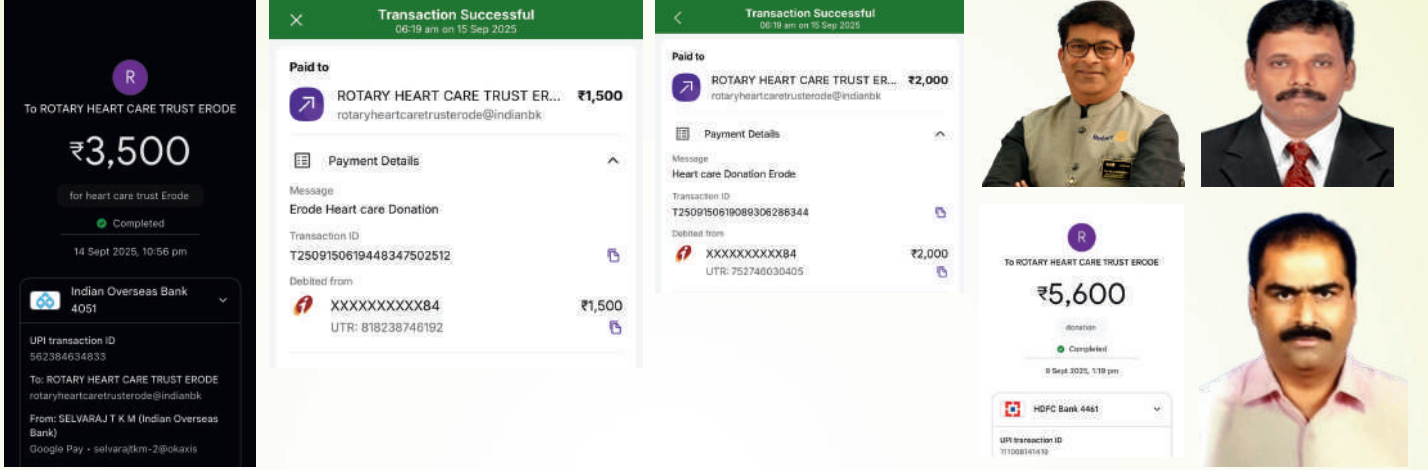 R
To ROTARY HEART CARE TRUST ERODE
₹3,500
for heart care trust Erode
Completed
14 Sept 2025, 10:56 pm
Indian Overseas Bank
4051
UPI transaction ID
562384634833
To: ROTARY HEART CARE TRUST ERODE
rotaryheartcaretrusterode@indianbk
From: SELVARAJ T K M (Indian Overseas
Bank)
Google Pay • selvarajtkm-2@okaxis
Transaction Successful
06:19 am on 15 Sep 2025
Paid to
ROTARY HEART CARE TRUST ER... ₹1,500
rotaryheartcaretrusterode@indianbk
Payment Details
Message
Erode Heart care Donation
Transaction ID
T2509150619448347502512
Debited from
XXXXXXXXXX84 ₹1,500
UTR: 818238746192
Transaction Successful
06:19 am on 15 Sep 2025
Paid to
ROTARY HEART CARE TRUST ER... ₹2,000
rotaryheartcaretrusterode@indianbk
Payment Details
Message
Heart care Donation Erode
Transaction ID
T2509150619089306286344
Debited from
XXXXXXXXXX84 ₹2,000
UTR: 752746030405
Rotary
R
To ROTARY HEART CARE TRUST ERODE
₹5,600
donation
Completed
9 Sept 2025, 1:19 pm
HDFC Bank 4461
UPI transaction ID
111008141419